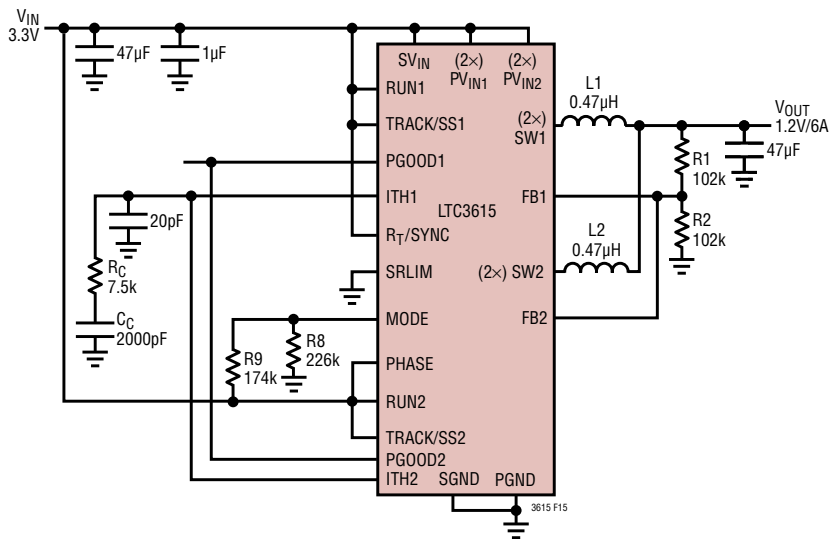 VIN
3.3V
47µF
1µF
SVIN
(2×)
PVIN1
(2×)
PVIN2
RUN1
TRACK/SS1
PGOOD1
ITH1
RT/SYNC
SRLIM
MODE
PHASE
RUN2
TRACK/SS2
PGOOD2
ITH2
SGND
PGND
LTC3615
(2×)
SW1
FB1
(2×) SW2
FB2
L1
0.47µH
L2
0.47µH
VOUT
1.2V/6A
47µF
R1
102k
R2
102k
20pF
RC
7.5k
CC
2000pF
R9
174k
R8
226k
3615 F15